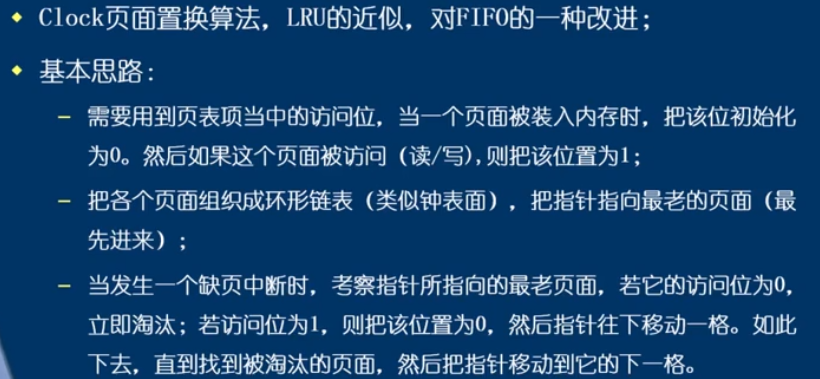 Clock页面置换算法，LRU的近似，对FIFO的一种改进；
基本思路：
– 需要用到页表项当中的访问位，当一个页面被装入内存时，把该位初始化
为0。然后如果这个页面被访问（读/写),则把该位置为1；
– 把各个页面组织成环形链表（类似钟表面），把指针指向最老的页面（最
先进来）；
– 当发生一个缺页中断时，考察指针所指向的最老页面，若它的访问位为0，
立即淘汰；若访问位为1，则把该位置为0，然后指针往下移动一格。如此
下去，直到找到被淘汰的页面，然后把指针移动到它的下一格。